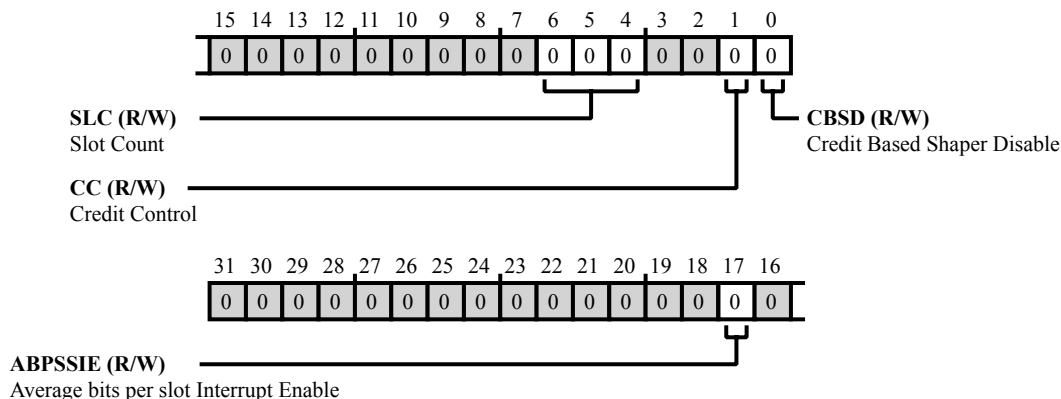 15 14 13 12 11 10 9 8 7 6 5 4 3 2 1 0
0 0 0 0 0 0 0 0 0 0 0 0 0 0 0 0
SLC (R/W)
Slot Count
CBSD (R/W)
Credit Based Shaper Disable
CC (R/W)
Credit Control
31 30 29 28 27 26 25 24 23 22 21 20 19 18 17 16
0 0 0 0 0 0 0 0 0 0 0 0 0 0 0 0
ABPSSIE (R/W)
Average bits per slot Interrupt Enable